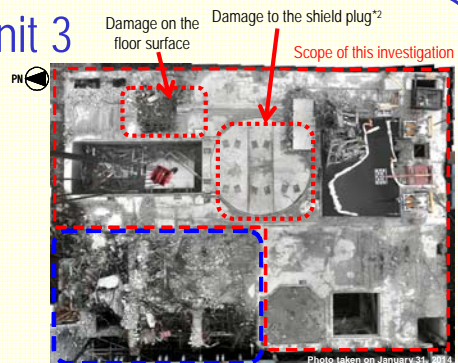 nit 3
Damage on the
floor surface
Damage to the shield plug*2
Scope of this investigation
PN
Photo taken on January 31, 2014